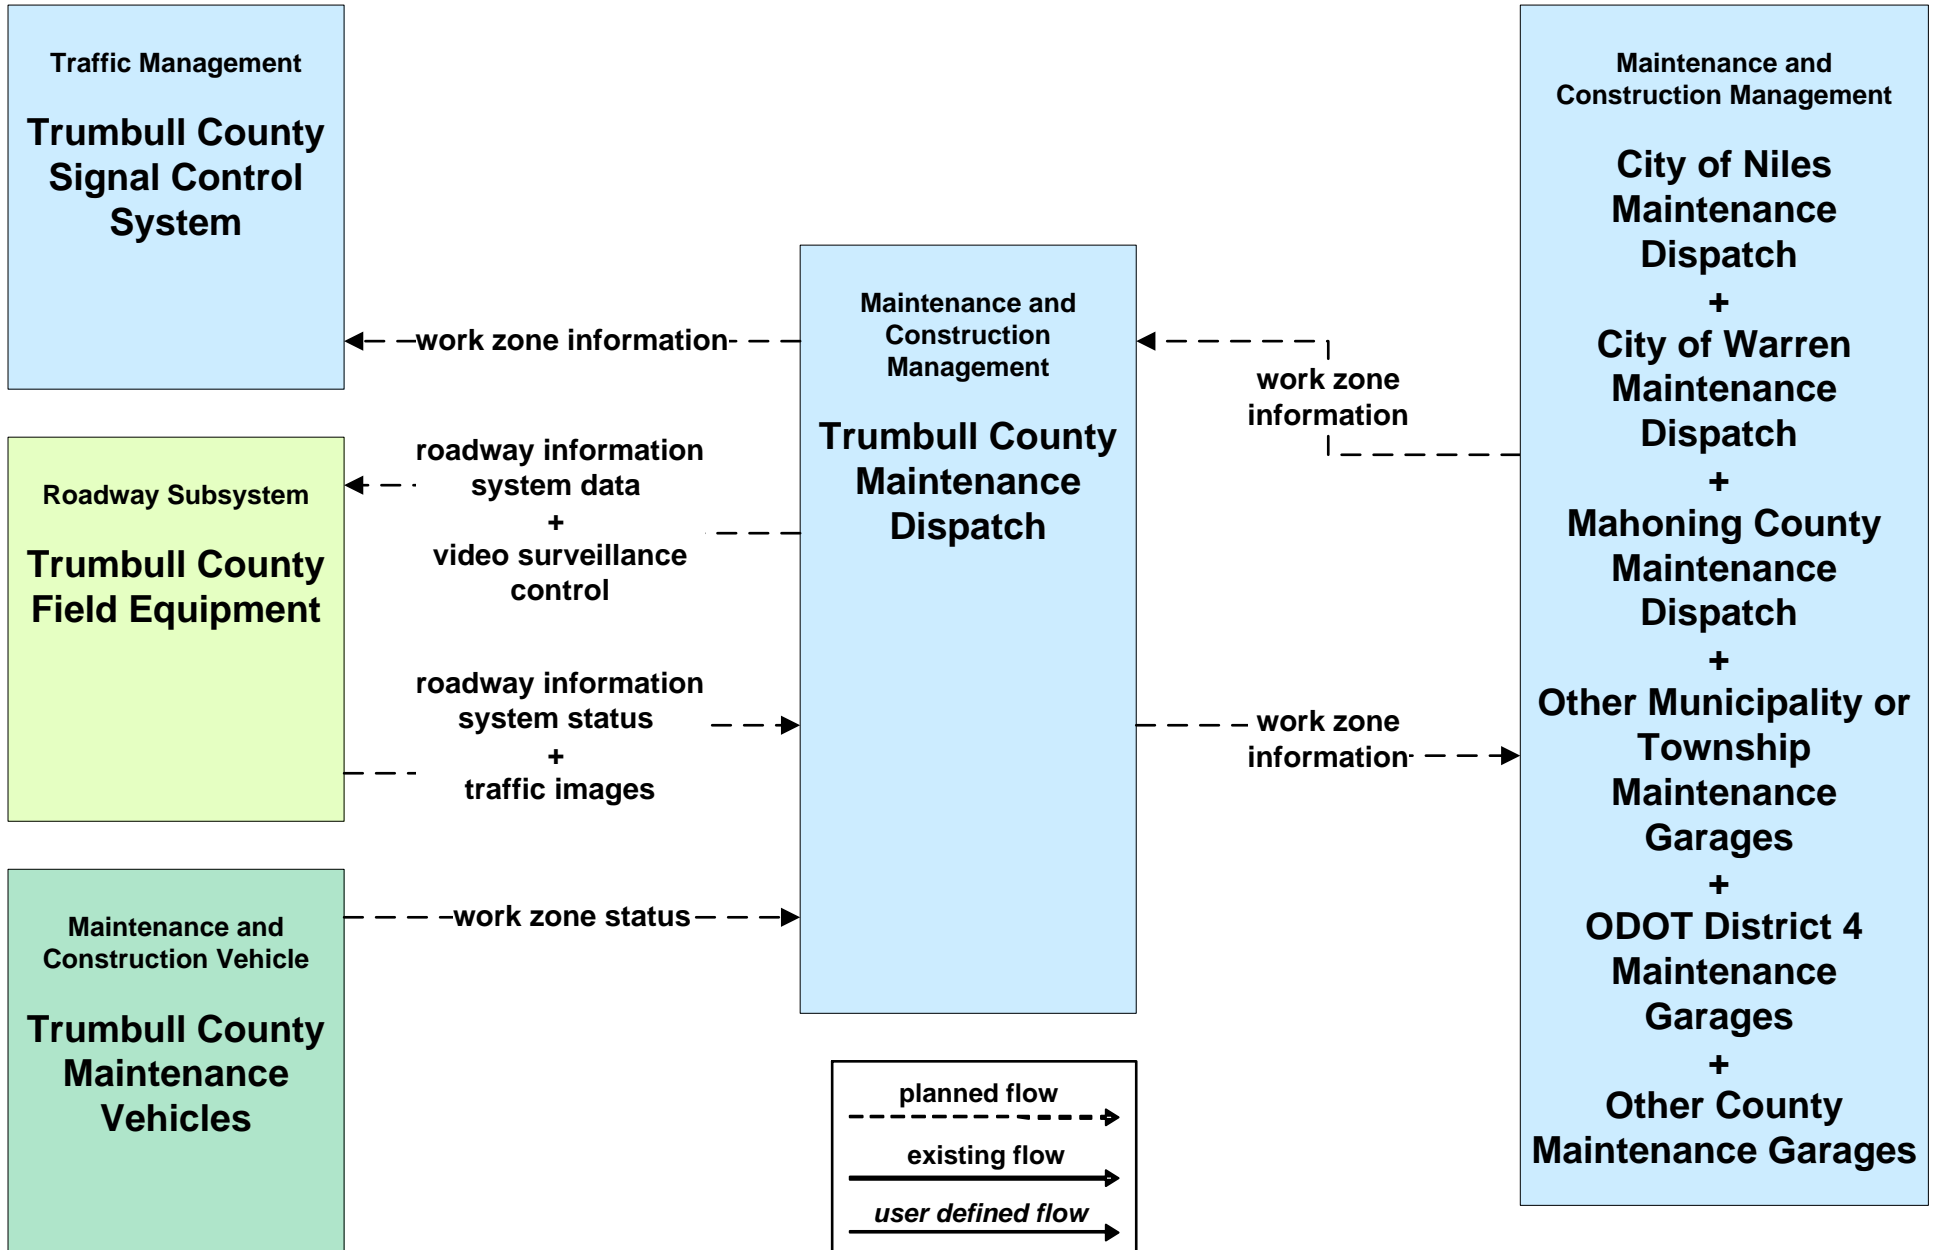 Traffic Management
Trumbull County
Signal Control
System
work zone information
Roadway Subsystem
Trumbull County
Field Equipment
roadway information
system data
+
video surveillance
control
roadway information
system status
+
traffic images
Maintenance and
Construction Vehicle
Trumbull County
Maintenance
Vehicles
work zone status
Maintenance and
Construction
Management
Trumbull County
Maintenance
Dispatch
work zone
information
work zone
information
Maintenance and
Construction Management
City of Niles
Maintenance
Dispatch
+
City of Warren
Maintenance
Dispatch
+
Mahoning County
Maintenance
Dispatch
+
Other Municipality or
Township
Maintenance
Garages
+
ODOT District 4
Maintenance
Garages
+
Other County
Maintenance Garages
planned flow
existing flow
user defined flow